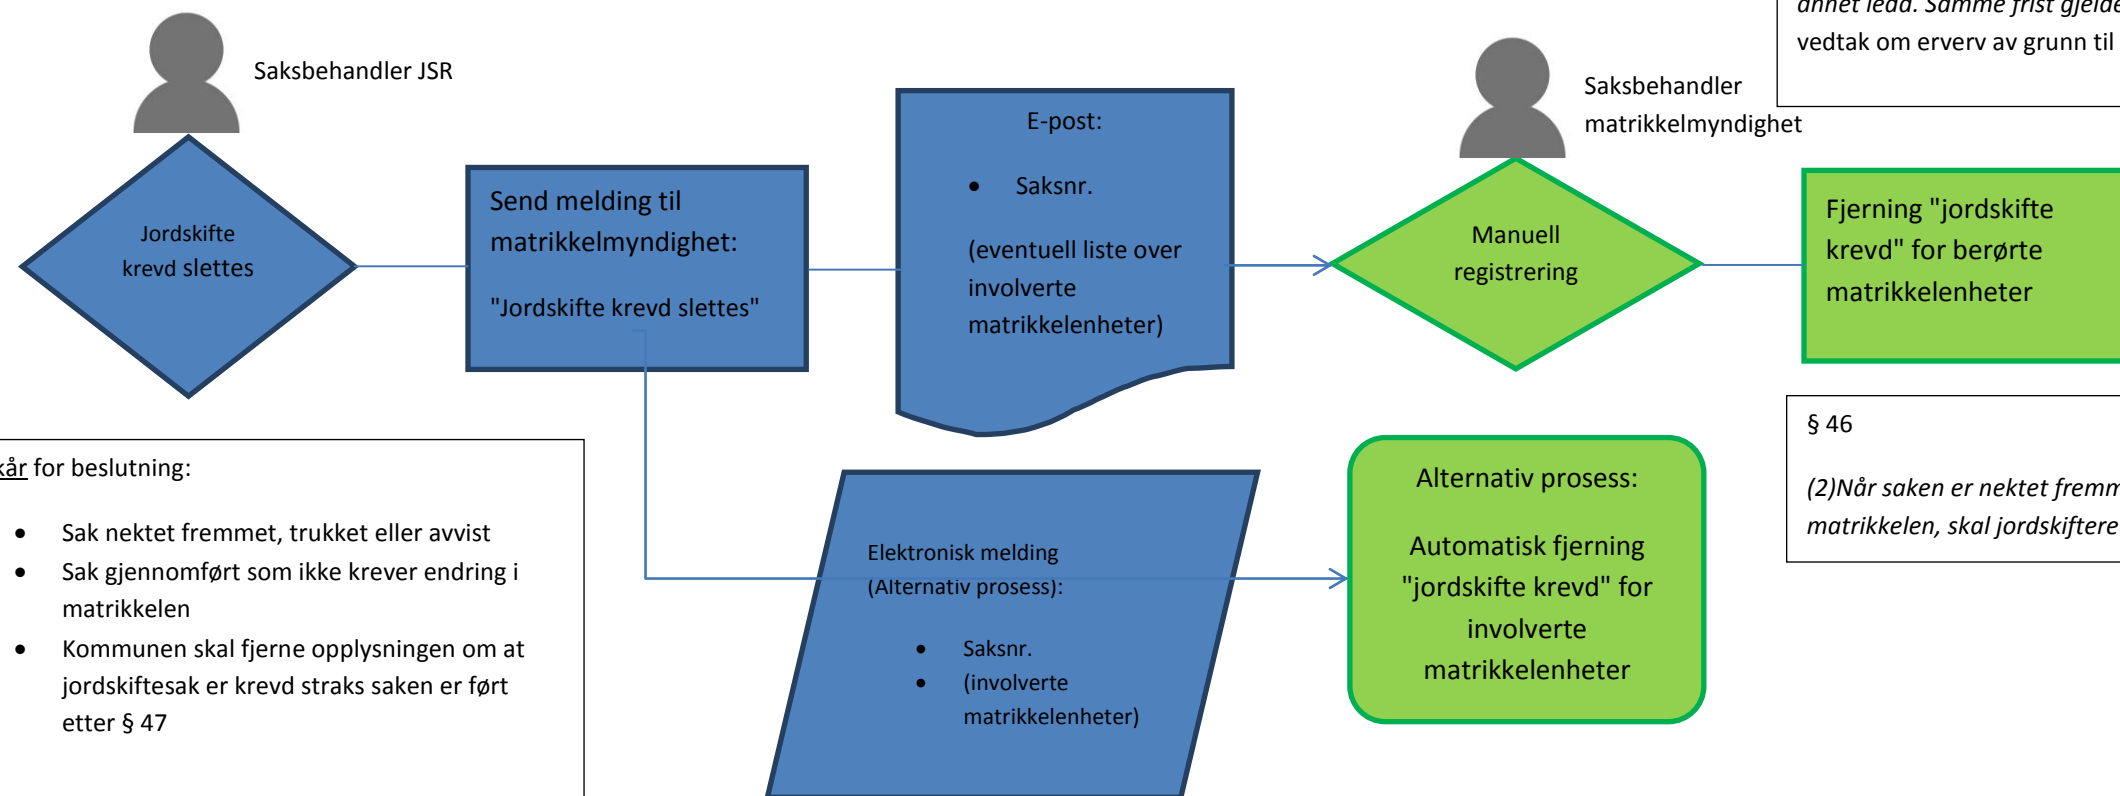 Saksbehandler JSR
Jordskifte
krevd slettes
Send melding til
matrikkelmyndighet:
"Jordskifte krevd slettes"
E-post:
• Saksnr.
(eventuell liste over
involverte
matrikkelenheter)
Saksbehandler
matrikkelmyndighet
Manuell
registrering
annet ledd. Samme frist
vedtak om erverv av grunn til
Fjerning "jordskifte
krevd" for berørte
matrikkelenheter
for beslutning:
• Sak nektet fremmet, trukket eller avvist
• Sak gjennomført som ikke krever endring i
matrikkelen
• Kommunen skal fjerne opplysningen om at
jordskiftesak er krevd straks saken er ført
etter § 47
Elektronisk melding
(Alternativ prosess):
• Saksnr.
• (involverte
matrikkelenheter)
Alternativ prosess:
Automatisk fjerning
"jordskifte krevd" for
involverte
matrikkelenheter
§ 46
(2)Når saken er nektet
matrikkelen, skal